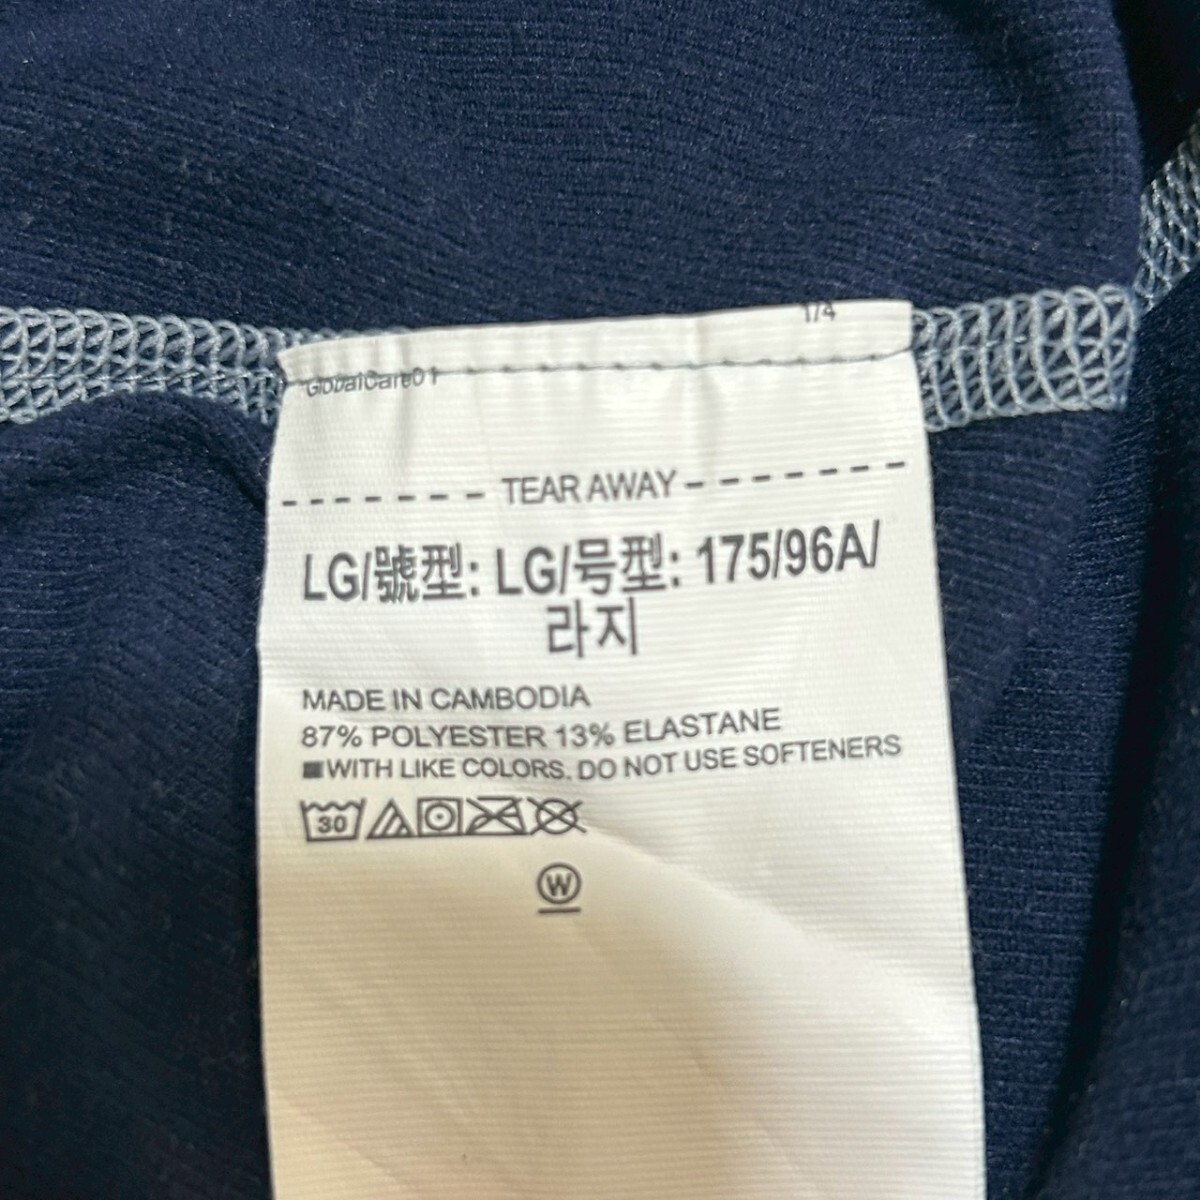 1/4
GlobalCare01
TEAR AWAY
LG/號型: LG/号型: 175/96A/
라지
MADE IN CAMBODIA
87% POLYESTER 13% ELASTANE
■WITH LIKE COLORS. DO NOT USE SOFTENERS
30
W